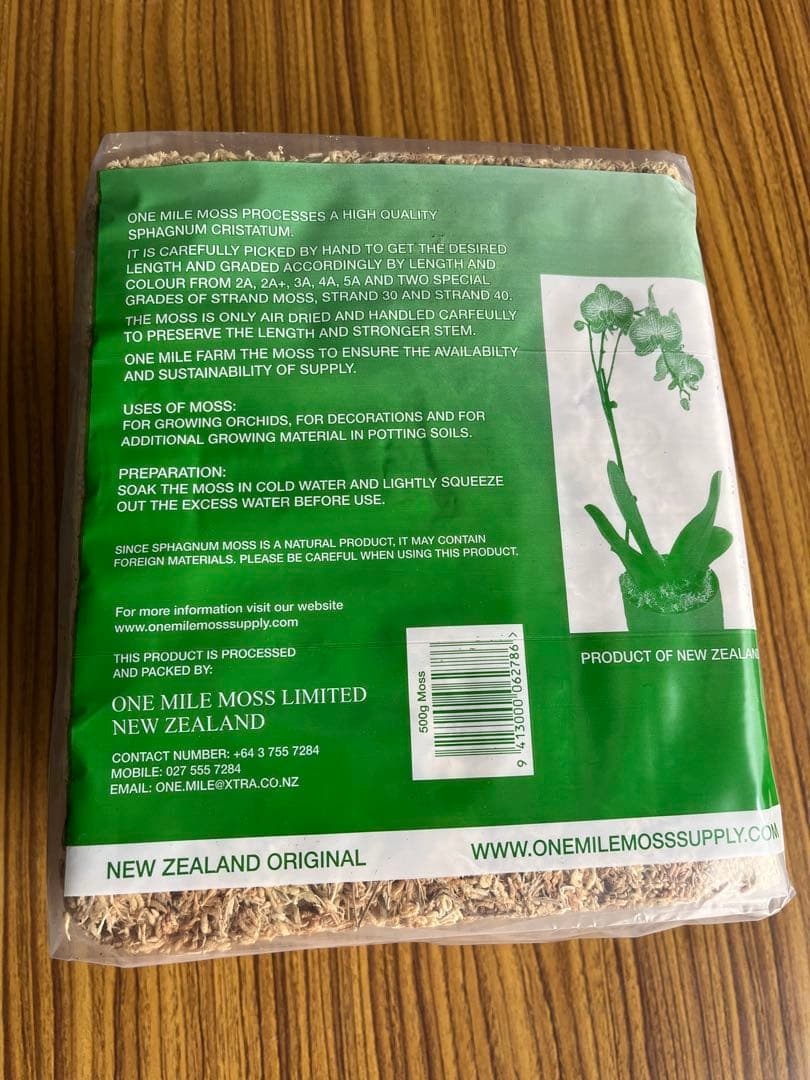 ONE MILE MOSS PROCESSES A HIGH QUALITY
SPHAGNUM CRISTATUM.
IT IS CAREFULLY PICKED BY HAND TO GET THE DESIRED
LENGTH AND GRADED ACCORDINGLY BY LENGTH AND
COLOUR FROM 2A, 2A+, 3A, 4A, 5A AND TWO SPECIAL
GRADES OF STRAND MOSS, STRAND 30 AND STRAND 40.
THE MOSS IS ONLY AIR DRIED AND HANDLED CARFEULLY
TO PRESERVE THE LENGTH AND STRONGER STEM.
ONE MILE FARM THE MOSS TO ENSURE THE AVAILABILTY
AND SUSTAINABILITY OF SUPPLY.
USES OF MOSS:
FOR GROWING ORCHIDS, FOR DECORATIONS AND FOR
ADDITIONAL GROWING MATERIAL IN POTTING SOILS.
PREPARATION:
SOAK THE MOSS IN COLD WATER AND LIGHTLY SQUEEZE
OUT THE EXCESS WATER BEFORE USE.
SINCE SPHAGNUM MOSS IS A NATURAL PRODUCT, IT MAY CONTAIN
FOREIGN MATERIALS. PLEASE BE CAREFUL WHEN USING THIS PRODUCT.
For more information visit our website
www.onemilemosssupply.com
THIS PRODUCT IS PROCESSED
AND PACKED BY:
ONE MILE MOSS LIMITED
NEW ZEALAND
CONTACT NUMBER: +64 3 755 7284
MOBILE: 027 555 7284
EMAIL: ONE.MILE@XTRA.CO.NZ
500g Moss
9 413000 062786 >
PRODUCT OF NEW ZEALAND
NEW ZEALAND ORIGINAL
WWW.ONEMILEMOSSSUPPLY.COM